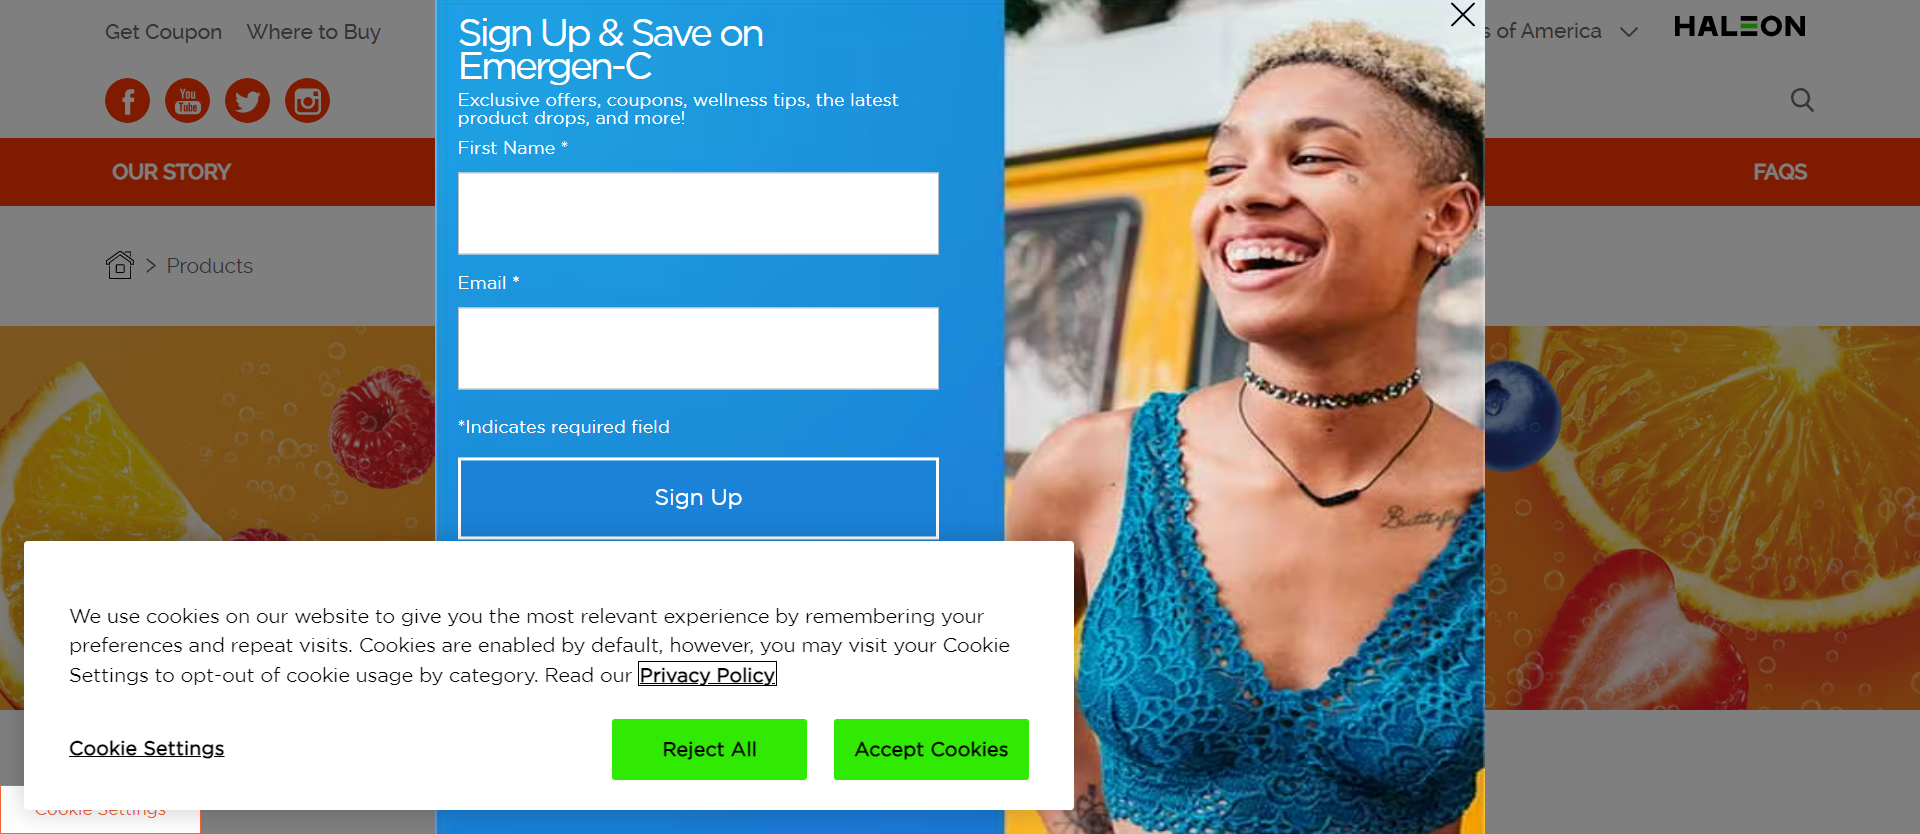 Get Coupon Where to Buy
s of America
HALEON
You
Tube
OUR STORY
FAQS
Products
Sign Up & Save on
Emergen-C
Exclusive offers, coupons, wellness tips, the latest
product drops, and more!
First Name *
Email *
*Indicates required field
Sign Up
Butterfly
We use cookies on our website to give you the most relevant experience by remembering your
preferences and repeat visits. Cookies are enabled by default, however, you may visit your Cookie
Settings to opt-out of cookie usage by category. Read our Privacy Policy
Cookie Settings
Reject All
Accept Cookies
Cookie Settings